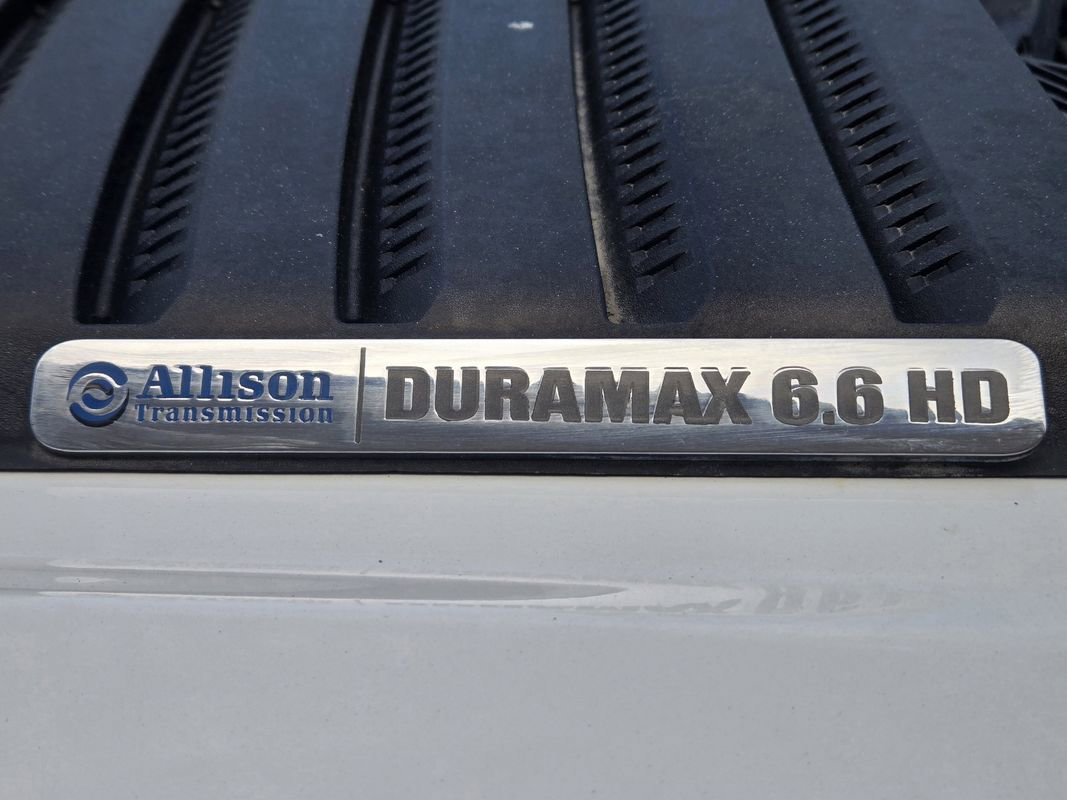 Allison
Transmission
DURAMAX 6.6 HD